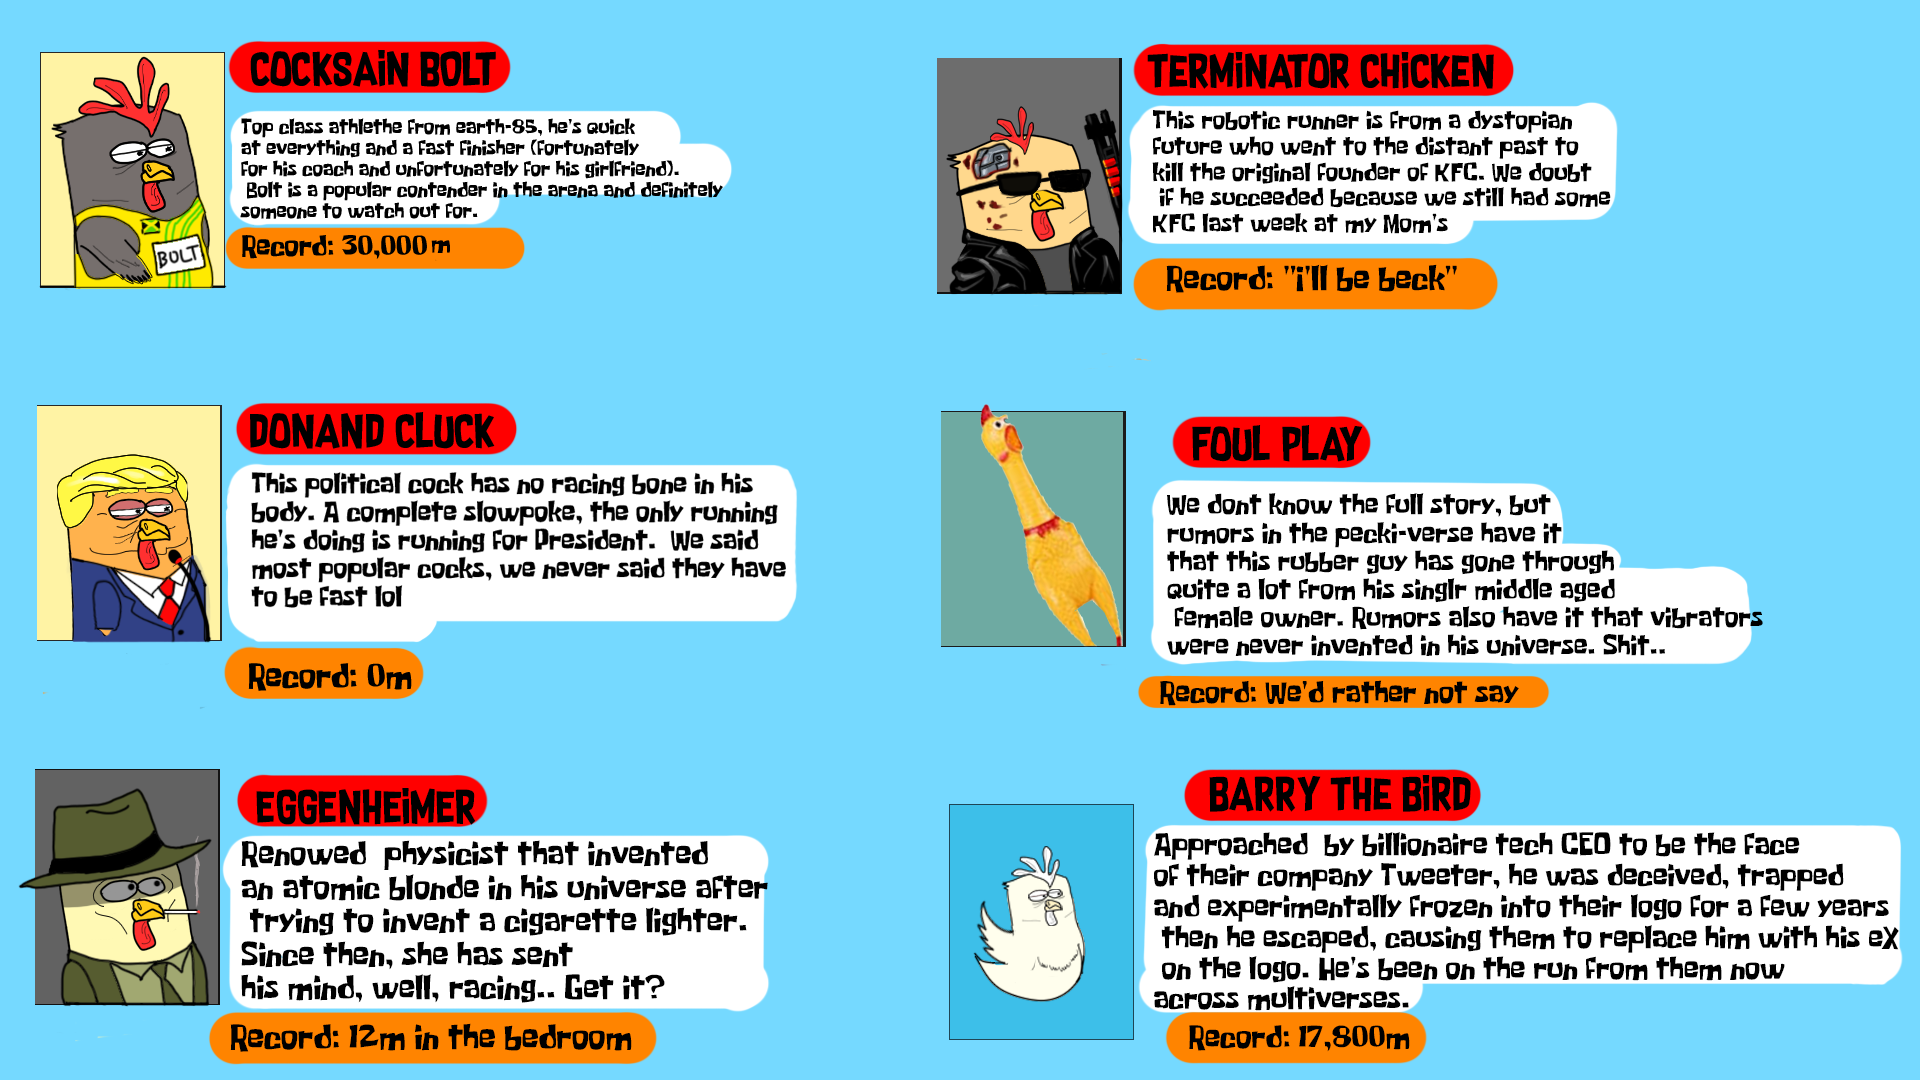 COCKSAiN BOLT
Top class athlethe from earth-85, he's quick
at everything and a fast finisher (fortunately
for his coach and unfortunately for his girlfriend).
Bolt is a popular contender in the arena and definitely
someone to watch out for.
Record: 30,000m
BOLT
TERMiNATOR CHiCKEN
This robotic runner is from a dystopian
future who went to the distant past to
kill the original founder of KFC. We doubt
if he succeeded because we still had some
KFC last week at my Mom's
Record: "i'll be beck"
DONAND CLUCK
This political cock has no racing bone in his
body. A complete slowpoke, the only running
he's doing is running for President. We said
most popular cocks, we never said they have
to be fast lol
Record: 0m
FOUL PLAY
We dont know the full story, but
rumors in the pecki-verse have it
that this rubber guy has gone through
quite a lot from his singlr middle aged
female owner. Rumors also have it that vibrators
were never invented in his universe. Shit..
Record: We'd rather not say
EGGENHEiMER
Renowed physicist that invented
an atomic blonde in his universe after
trying to invent a cigarette lighter.
Since then, she has sent
his mind, well, racing.. Get it?
Record: 12m in the bedroom
BARRY THE BiRD
Approached by billionaire tech CEO to be the face
of their company Tweeter, he was deceived, trapped
and experimentally frozen into their logo for a few years
then he escaped, causing them to replace him with his eX
on the logo. He's been on the run from them now
across multiverses.
Record: 17,800m